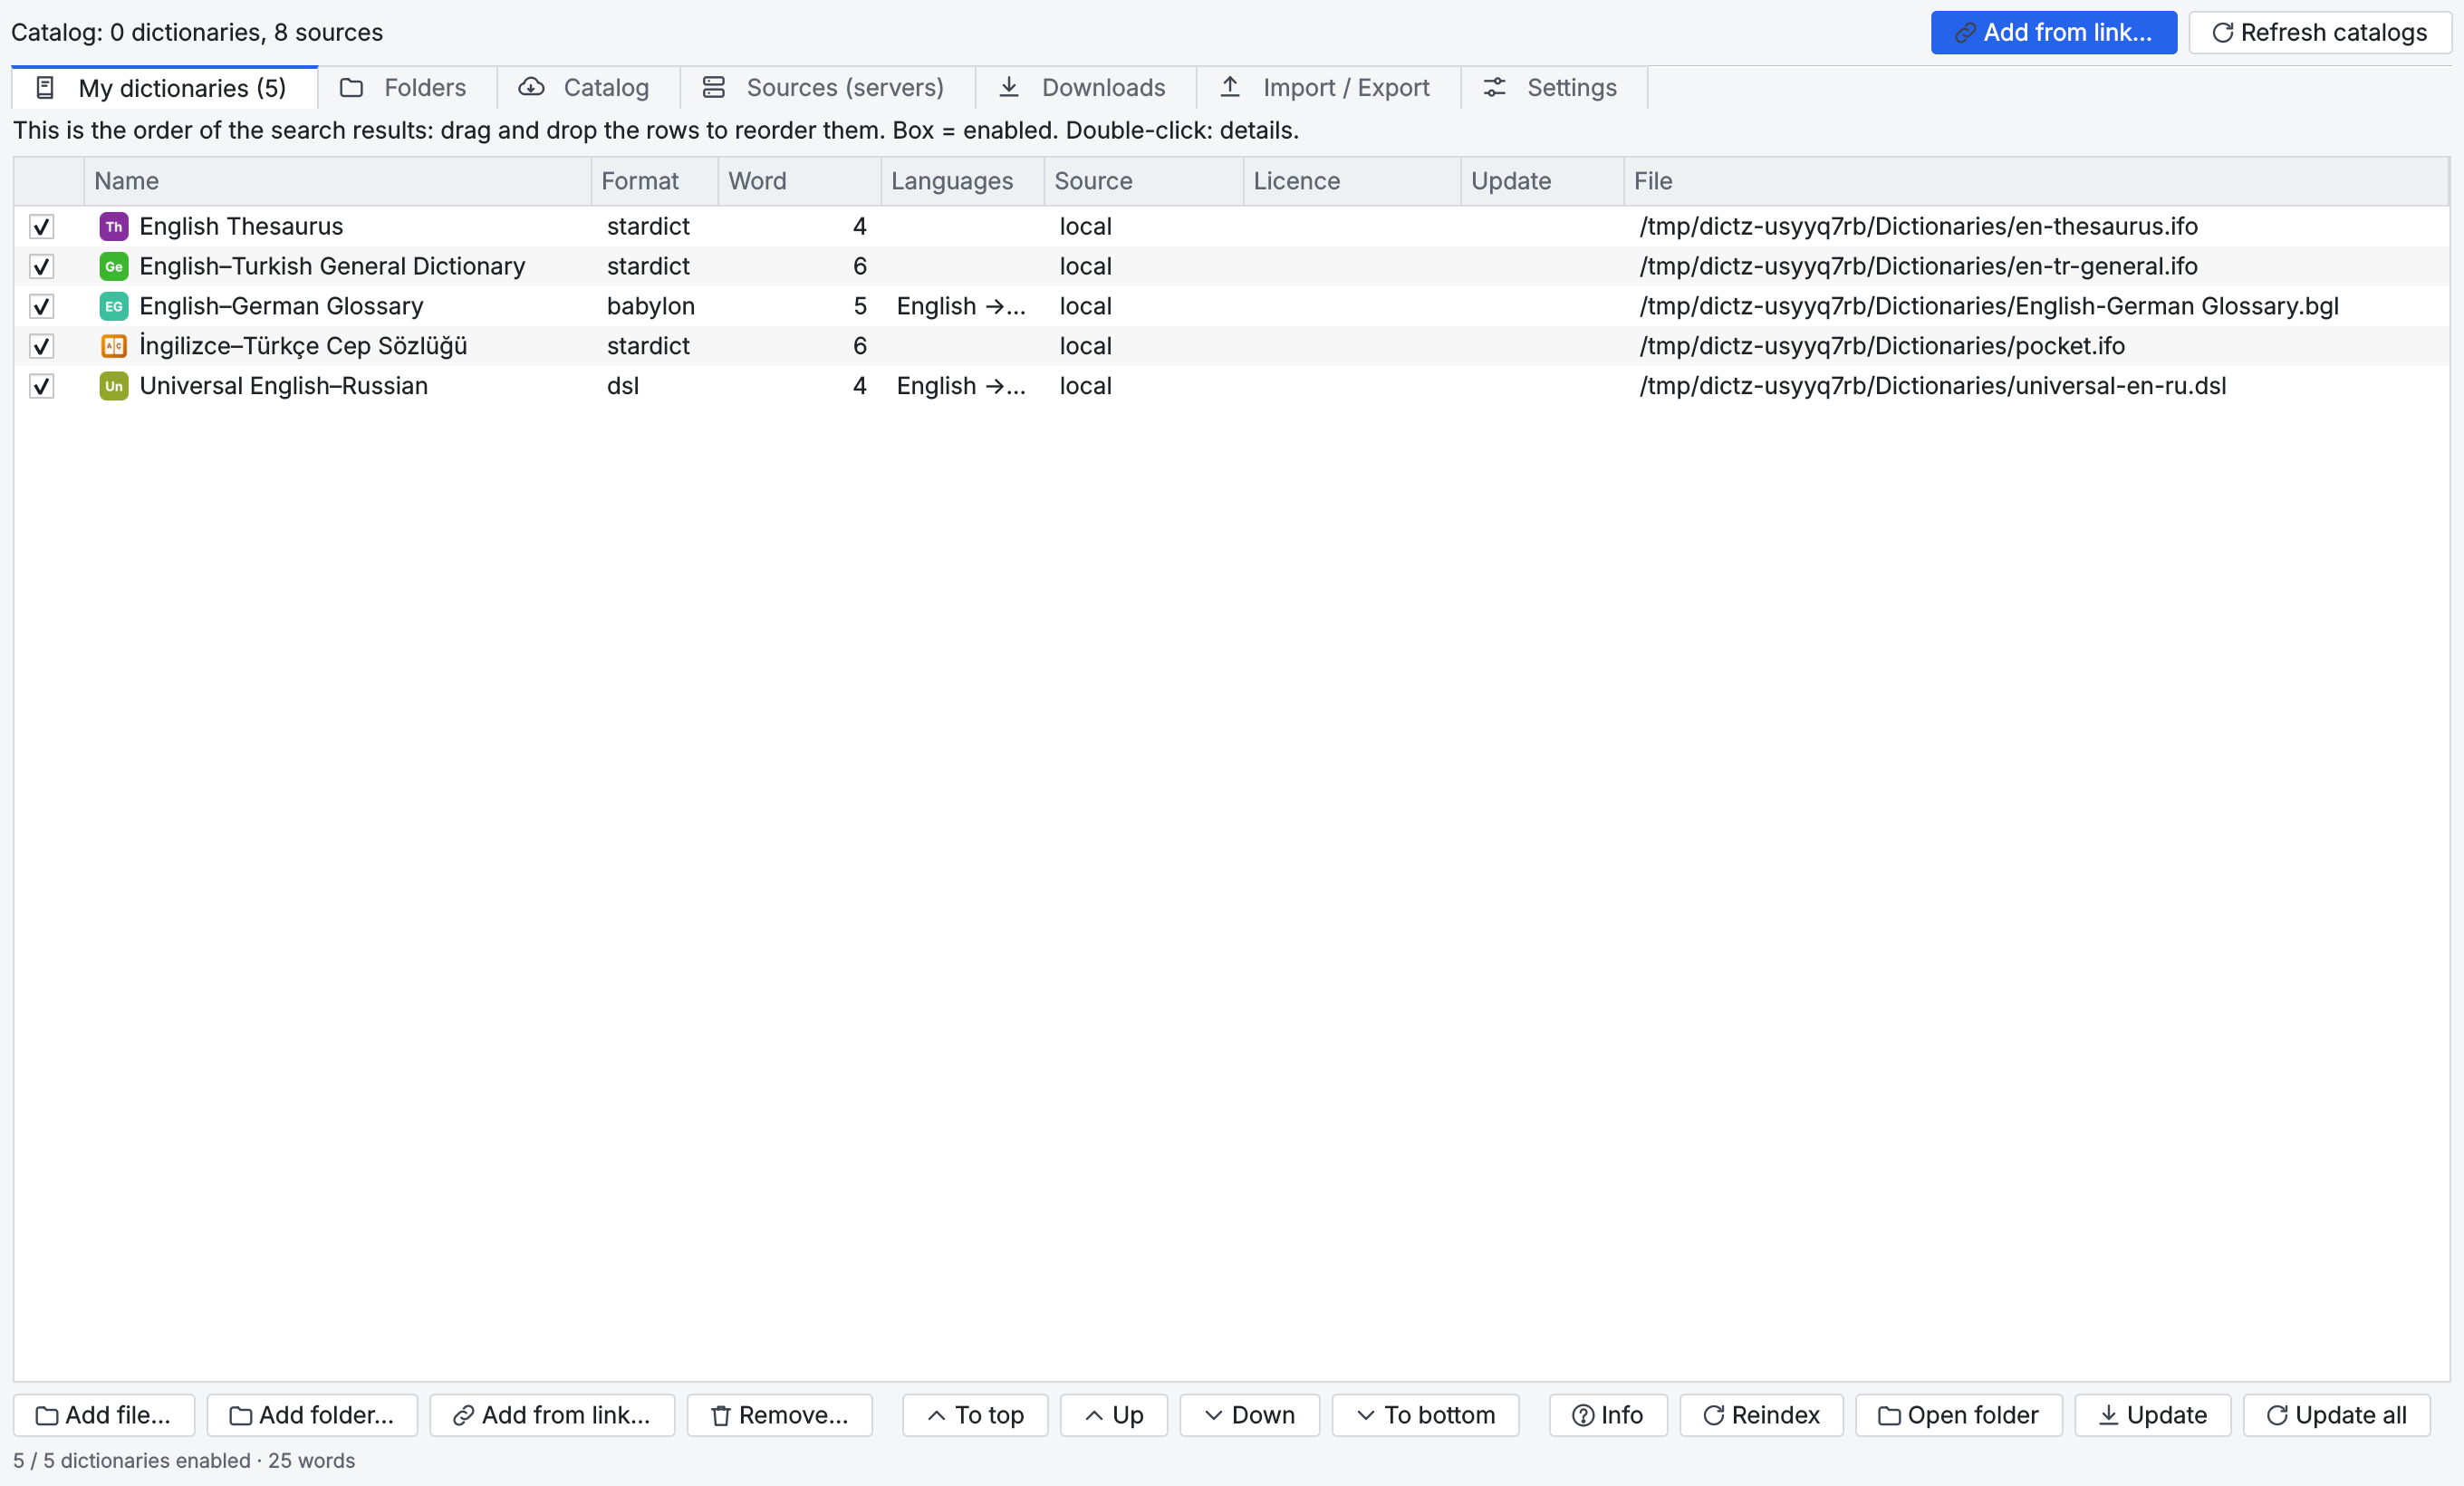 Catalog: 0 dictionaries, 8 sources Add from link... Refresh catalogs
My dictionaries (5) Folders Catalog Sources (servers) Downloads Import / Export Settings
This is the order of the search results: drag and drop the rows to reorder them. Box = enabled. Double-click: details.
Name Format Word Languages Source Licence Update File
Th English Thesaurus stardict 4 local /tmp/dictz-usyyq7rb/Dictionaries/en-thesaurus.ifo
Ge English–Turkish General Dictionary stardict 6 local /tmp/dictz-usyyq7rb/Dictionaries/en-tr-general.ifo
EG English–German Glossary babylon 5 English →... local /tmp/dictz-usyyq7rb/Dictionaries/English-German Glossary.bgl
A Ç İngilizce–Türkçe Cep Sözlüğü stardict 6 local /tmp/dictz-usyyq7rb/Dictionaries/pocket.ifo
Un Universal English–Russian dsl 4 English →... local /tmp/dictz-usyyq7rb/Dictionaries/universal-en-ru.dsl
Add file... Add folder... Add from link... Remove... To top Up Down To bottom Info Reindex Open folder Update Update all
5 / 5 dictionaries enabled · 25 words